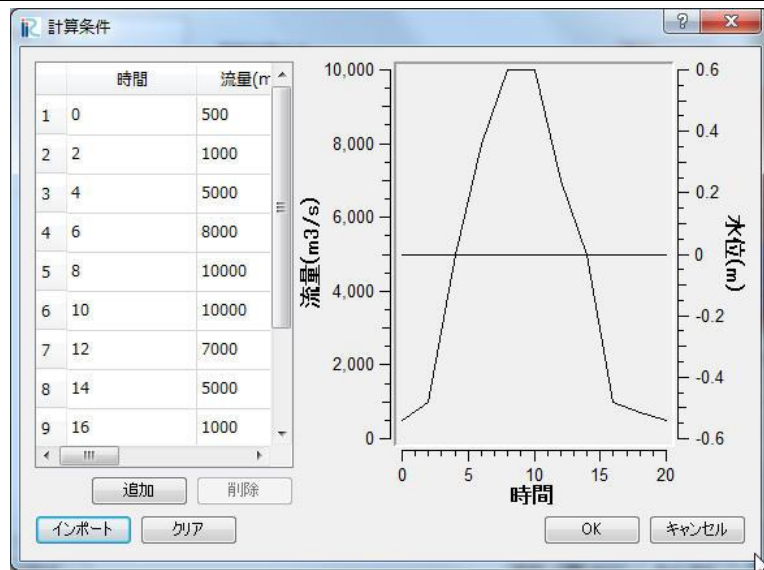 iRC 計算条件
時間 流量(m
1 0 500
2 2 1000
3 4 5000
4 6 8000
5 8 10000
6 10 10000
7 12 7000
8 14 5000
9 16 1000
追加 削除
インポート クリア
10,000
8,000
6,000
4,000
2,000
0
流量(m3/s)
0.6
0.4
0.2
0
-0.2
-0.4
-0.6
水位(m)
0 5 10 15 20
時間
OK キャンセル